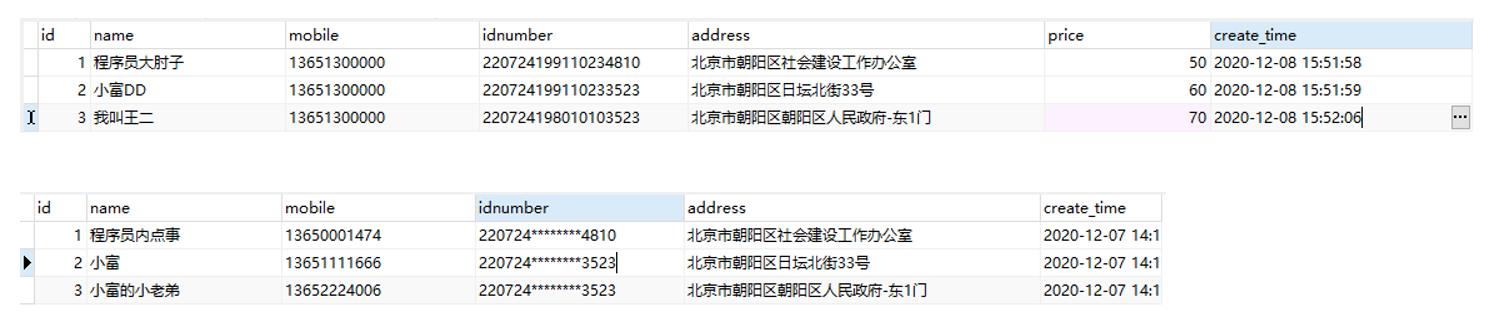 id name mobile idnumber address price create_time
1 程序员大肘子 13651300000 220724199110234810 北京市朝阳区社会建设工作办公室 50 2020-12-08 15:51:58
2 小富DD 13651300000 220724199110233523 北京市朝阳区日坛北街33号 60 2020-12-08 15:51:59
3 我叫王二 13651300000 220724198010103523 北京市朝阳区朝阳区人民政府-东1门 70 2020-12-08 15:52:06 ...
id name mobile idnumber address create_time
1 程序员内点事 13650001474 220724********4810 北京市朝阳区社会建设工作办公室 2020-12-07 14:1
2 小富 13651111666 220724********3523 北京市朝阳区日坛北街33号 2020-12-07 14:1
3 小富的小老弟 13652224006 220724********3523 北京市朝阳区朝阳区人民政府-东1门 2020-12-07 14:1